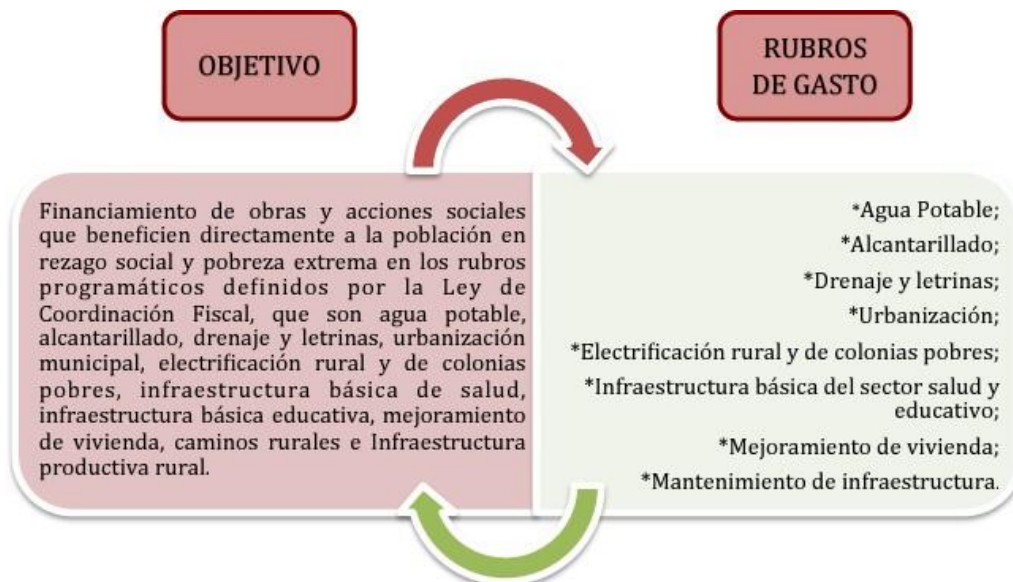 OBJETIVO
Financiamiento de obras y acciones sociales
que beneficien directamente a la población en
rezago social y pobreza extrema en los rubros
programáticos definidos por la Ley de
Coordinación Fiscal, que son agua potable,
alcantarillado, drenaje y letrinas, urbanización
municipal, electrificación rural y de colonias
pobres, infraestructura básica de salud,
infraestructura básica educativa, mejoramiento
de vivienda, caminos rurales e Infraestructura
productiva rural.
RUBROS
DE GASTO
*Agua Potable;
*Alcantarillado;
*Drenaje y letrinas;
*Urbanización;
*Electrificación rural y de colonias pobres;
*Infraestructura básica del sector salud y
educativo;
*Mejoramiento de vivienda;
*Mantenimiento de infraestructura.